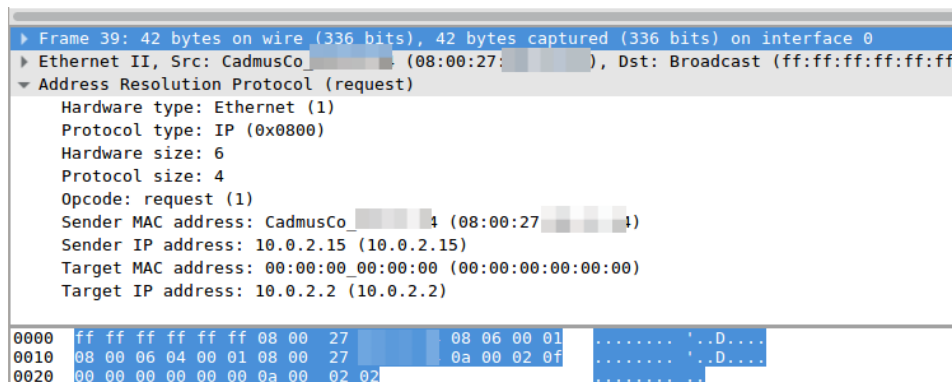 Frame 39: 42 bytes on wire (336 bits), 42 bytes captured (336 bits) on interface 0
Ethernet II, Src: CadmusCo_ (08:00:27: ), Dst: Broadcast (ff:ff:ff:ff:ff:ff
Address Resolution Protocol (request)
Hardware type: Ethernet (1)
Protocol type: IP (0x0800)
Hardware size: 6
Protocol size: 4
Opcode: request (1)
Sender MAC address: CadmusCo_ 4 (08:00:27 4)
Sender IP address: 10.0.2.15 (10.0.2.15)
Target MAC address: 00:00:00_00:00:00 (00:00:00:00:00:00)
Target IP address: 10.0.2.2 (10.0.2.2)
0000 ff ff ff ff ff ff 08 00 27 08 06 00 01 ........ '..D....
0010 08 00 06 04 00 01 08 00 27 0a 00 02 0f ........ '..D....
0020 00 00 00 00 00 00 0a 00 02 02 ........ ..